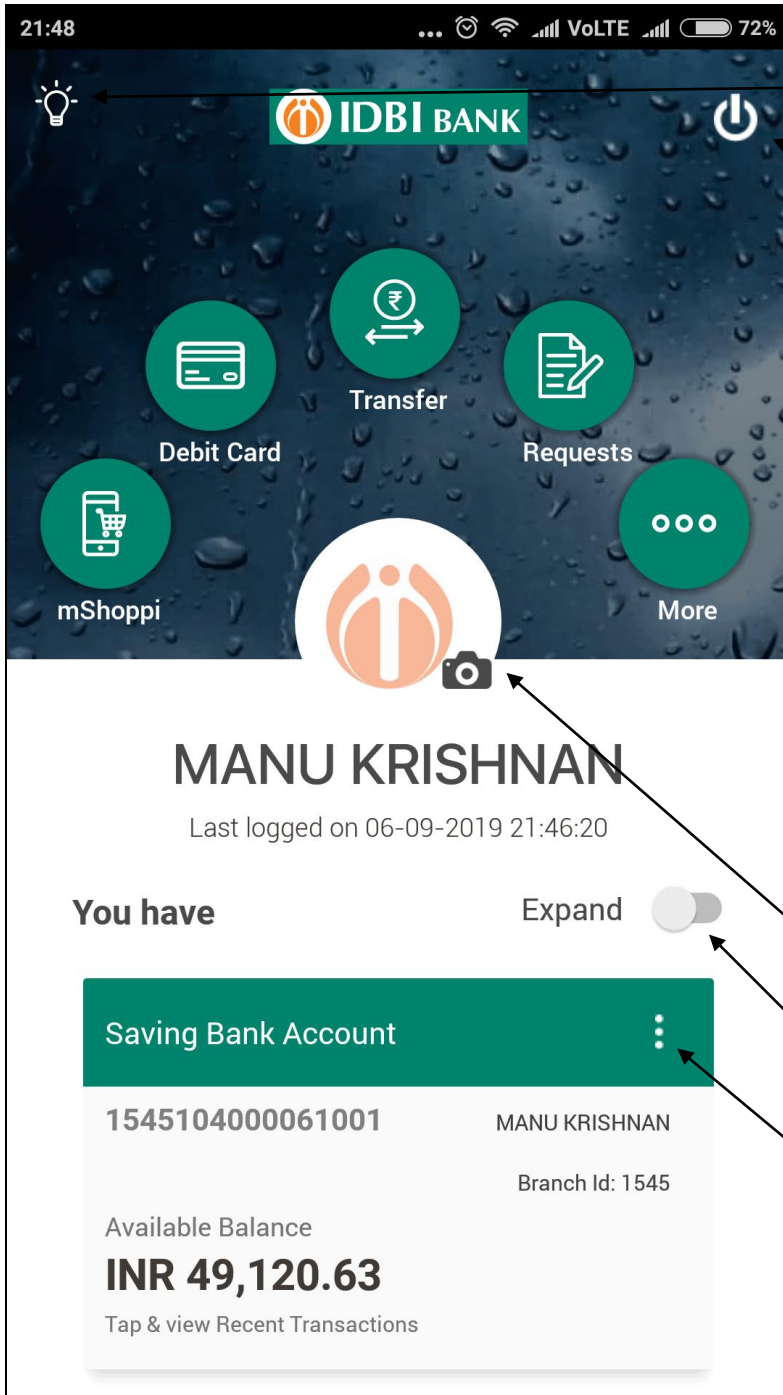 21:48 ... VoLTE 72%
IDBI BANK
Transfer
Debit Card
Requests
mShoppi
More
MANU KRISHNAN
Last logged on 06-09-2019 21:46:20
You have Expand
Saving Bank Account
1545104000061001 MANU KRISHNAN
Branch Id: 1545
Available Balance
INR 49,120.63
Tap & view Recent Transactions